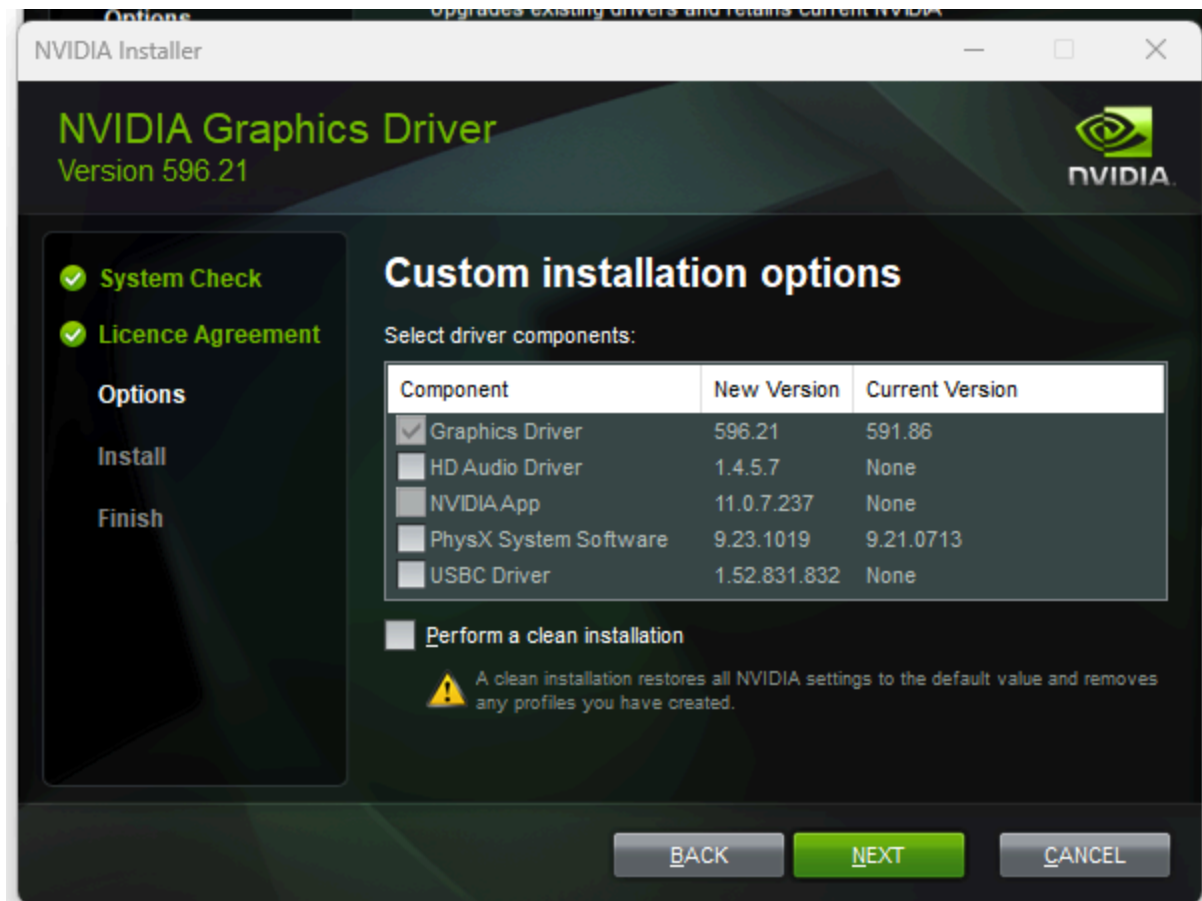 Options
Upgrades existing drivers and retains current NVIDIA
NVIDIA Installer
NVIDIA Graphics Driver
Version 596.21
NVIDIA.
System Check
Licence Agreement
Options
Install
Finish
Custom installation options
Select driver components:
Component New Version Current Version
Graphics Driver 596.21 591.86
HD Audio Driver 1.4.5.7 None
NVIDIA App 11.0.7.237 None
PhysX System Software 9.23.1019 9.21.0713
USBC Driver 1.52.831.832 None
Perform a clean installation
A clean installation restores all NVIDIA settings to the default value and removes
any profiles you have created.
BACK NEXT CANCEL